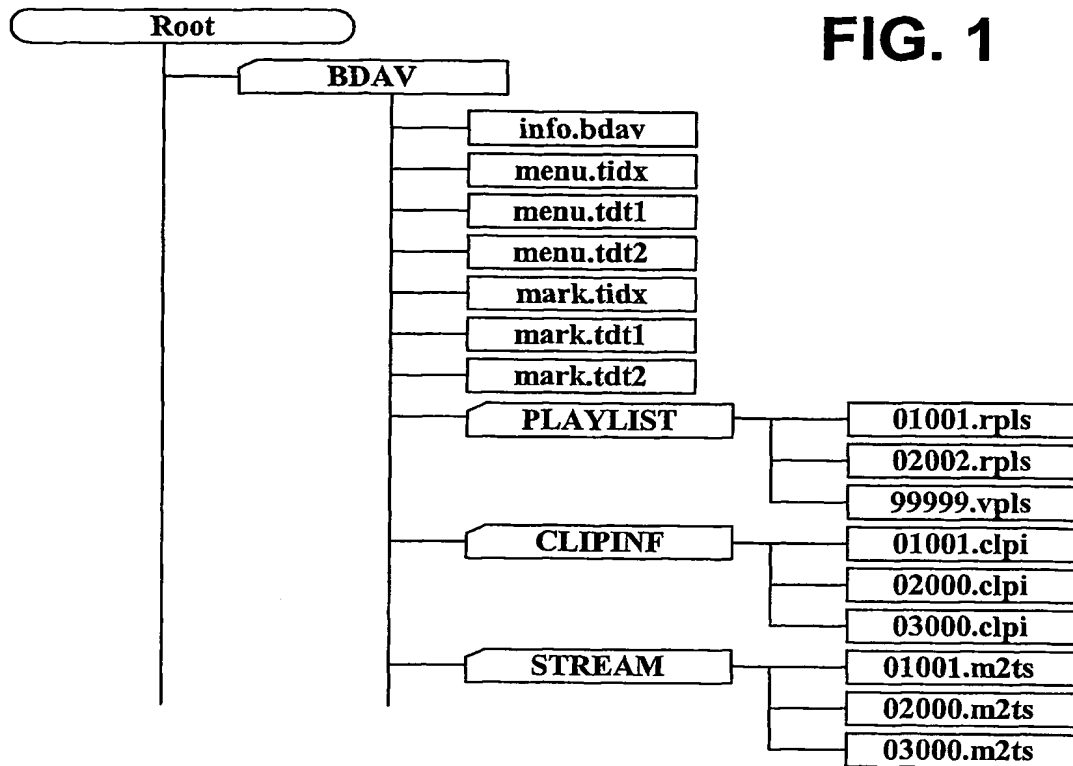 FIG. 1
Root
BDAV
info.bdav
menu.tidx
menu.tdt1
menu.tdt2
mark.tidx
mark.tdt1
mark.tdt2
PLAYLIST
01001.rpls
02002.rpls
99999.vpls
CLIPINF
01001.clpi
02000.clpi
03000.clpi
STREAM
01001.m2ts
02000.m2ts
03000.m2ts